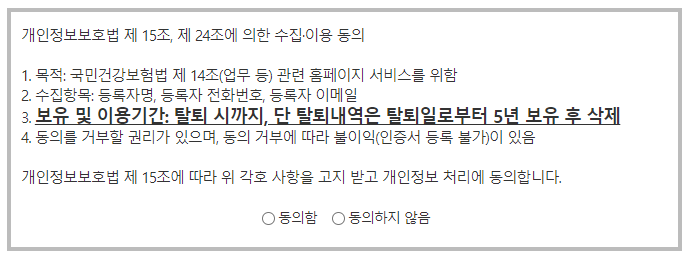 개인정보보호법 제 15조, 제 24조에 의한 수집·이용 동의
1. 목적: 국민건강보험법 제 14조(업무 등) 관련 홈페이지 서비스를 위함
2. 수집항목: 등록자명, 등록자 전화번호, 등록자 이메일
3. 보유 및 이용기간: 탈퇴 시까지, 단 탈퇴내역은 탈퇴일로부터 5년 보유 후 삭제
4. 동의를 거부할 권리가 있으며, 동의 거부에 따라 불이익(인증서 등록 불가)이 있음
개인정보보호법 제 15조에 따라 위 각호 사항을 고지 받고 개인정보 처리에 동의합니다.
동의함 동의하지 않음